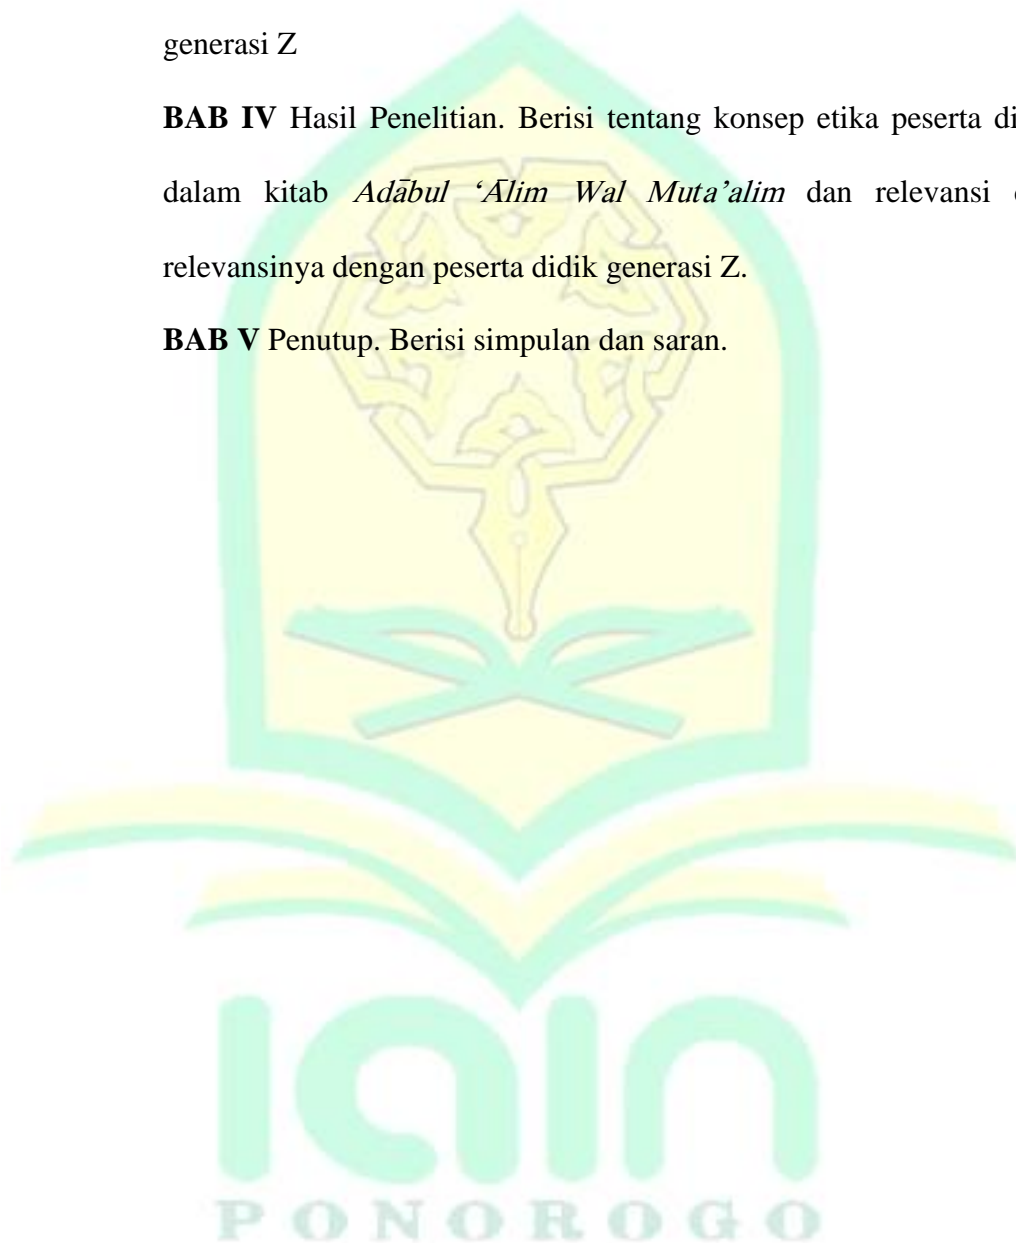 generasi Z
BAB IV Hasil Penelitian. Berisi tentang konsep etika peserta
dalam kitab Adābul ‘Ālim Wal Muta’alim dan relevansi
relevansinya dengan peserta didik generasi Z.
BAB V Penutup. Berisi simpulan dan saran.
iain
PONOROGO